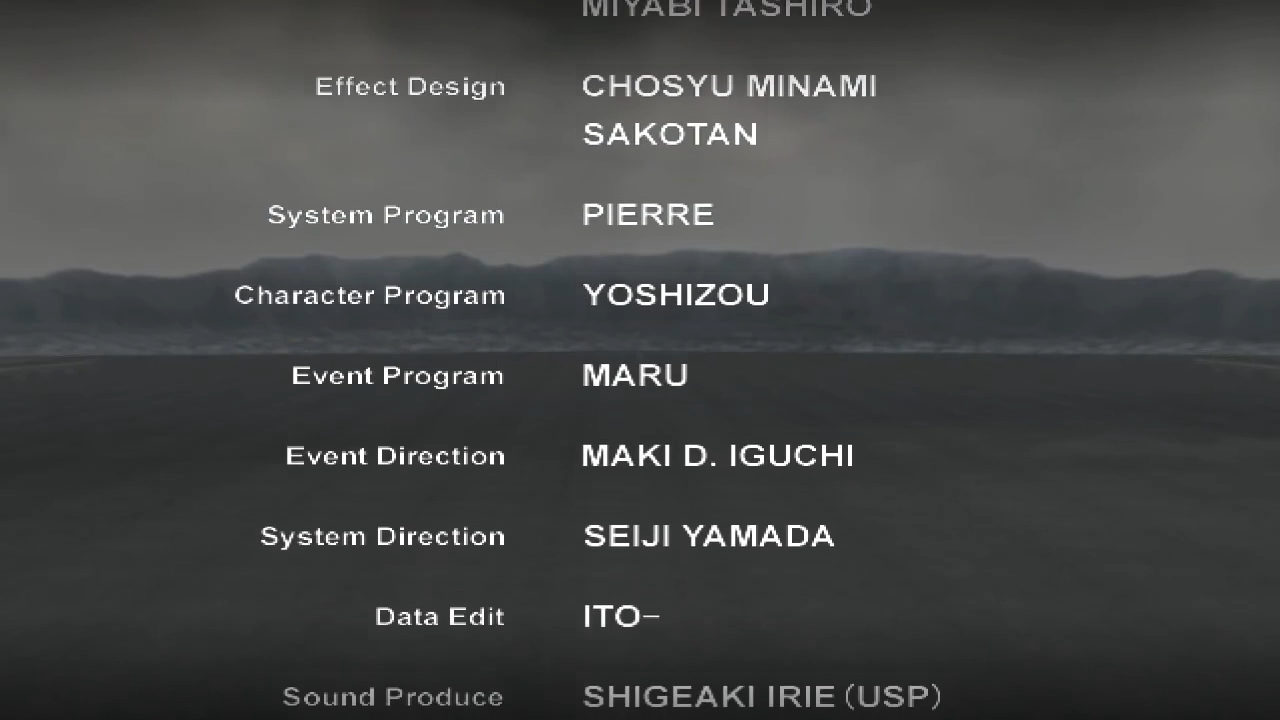 MIYABI TASHIRO
Effect Design CHOSYU MINAMI
SAKOTAN
System Program PIERRE
Character Program YOSHIZOU
Event Program MARU
Event Direction MAKI D. IGUCHI
System Direction SEIJI YAMADA
Data Edit ITO−
Sound Produce SHIGEAKI IRIE (USP)